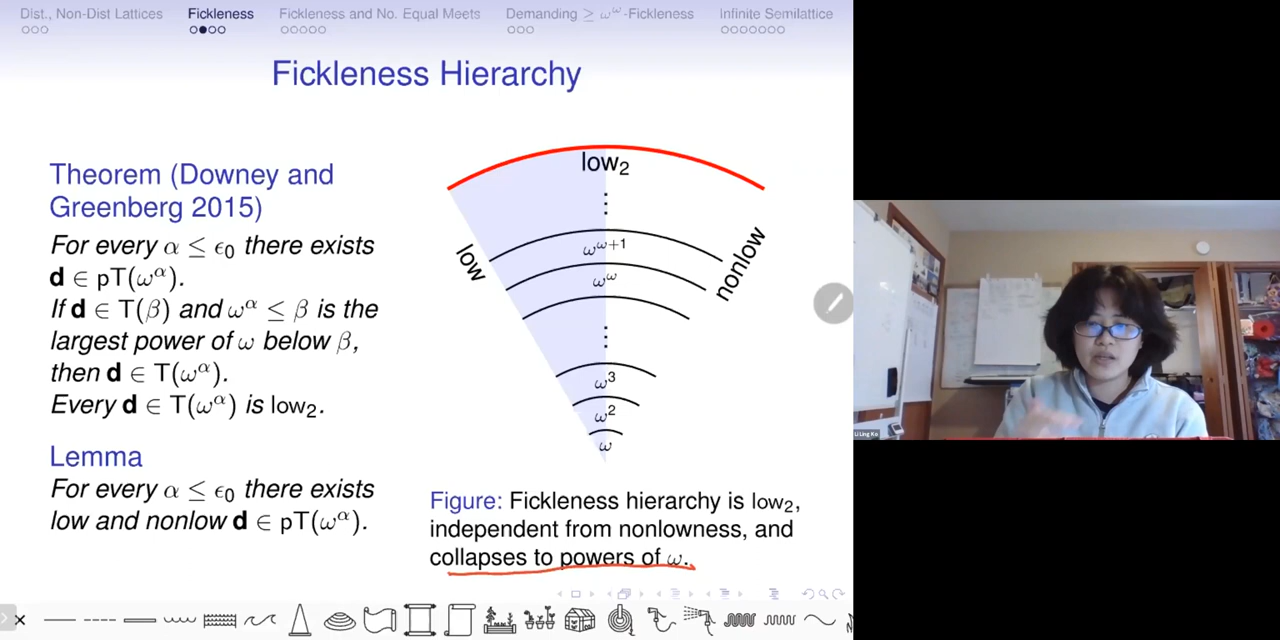 Dist., Non-Dist Lattices Fickleness Fickleness and No. Equal Meets Demanding ≥ ω^ω-Fickleness Infinite Semilattice
Fickleness Hierarchy
Theorem (Downey and
Greenberg 2015)
For every α ≤ ϵ₀ there exists
d ∈ pT(ω^α).
If d ∈ T(β) and ω^α ≤ β is the
largest power of ω below β,
then d ∈ T(ω^α).
Every d ∈ T(ω^α) is low₂.
Lemma
For every α ≤ ϵ₀ there exists
low and nonlow d ∈ pT(ω^α).
low₂
⋮
ω^{ω+1}
ω^ω
⋮
ω³
ω²
ω
low
nonlow
Figure: Fickleness hierarchy is low₂,
independent from nonlowness, and
collapses to powers of ω.
Li Ling Ko